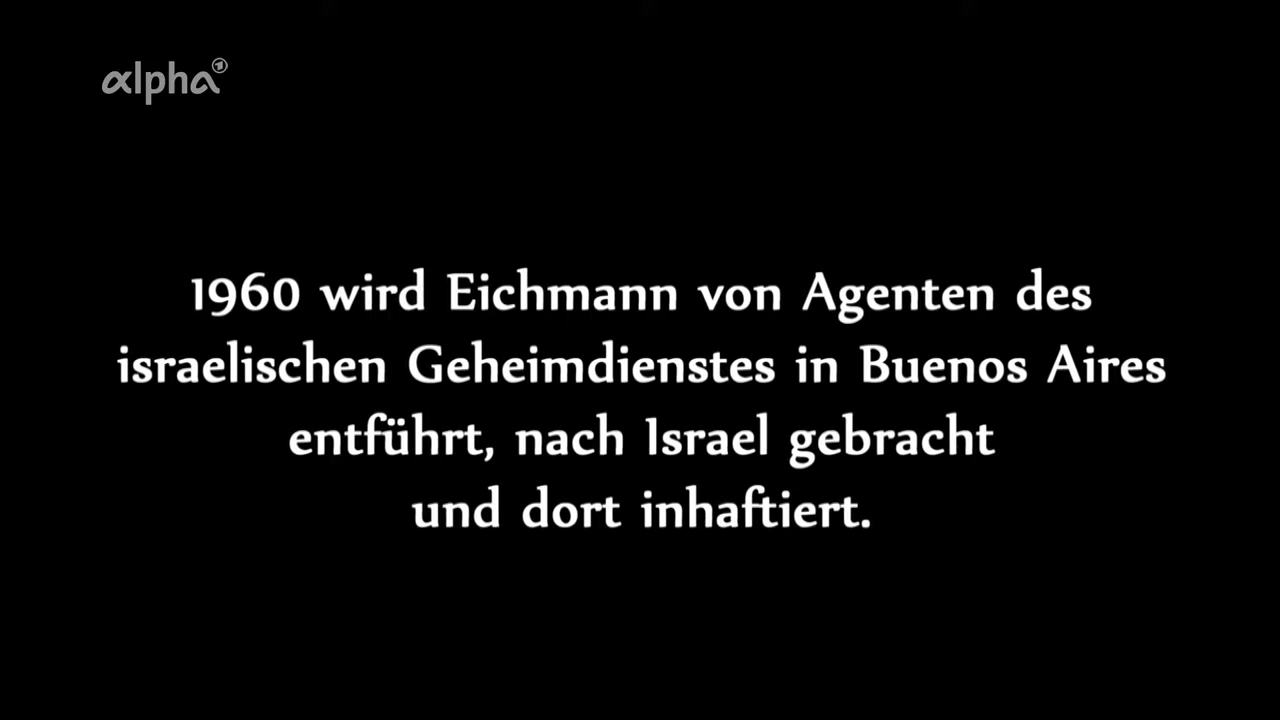 alpha
1960 wird Eichmann von Agenten des
israelischen Geheimdienstes in Buenos Aires
entführt, nach Israel gebracht
und dort inhaftiert.